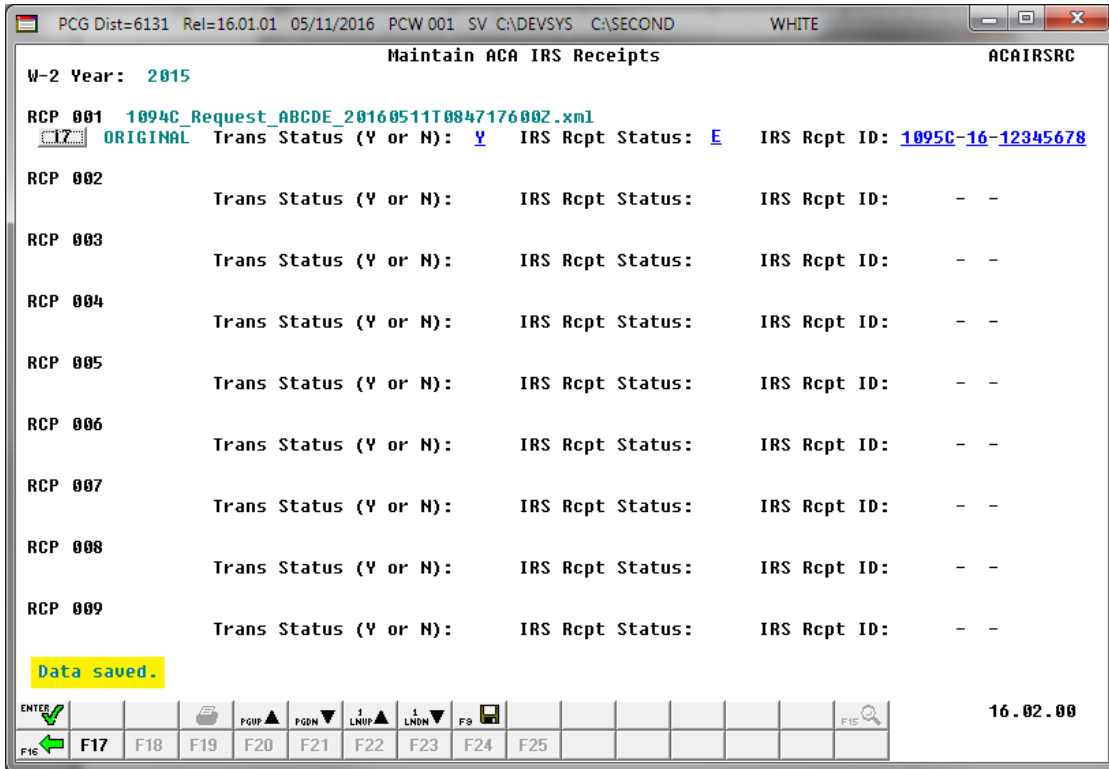 PCG Dist=6131 Rel=16.01.01 05/11/2016 PCW 001 SV C:\DEVSYS C:\SECOND WHITE
Maintain ACA IRS Receipts ACAIRSRC
W-2 Year: 2015
RCP 001 1094C_Request_ABCDE_20160511T084717600Z.xml
17 ORIGINAL Trans Status (Y or N): Y IRS Rcpt Status: E IRS Rcpt ID: 1095C-16-12345678
RCP 002
Trans Status (Y or N): IRS Rcpt Status: IRS Rcpt ID: - -
RCP 003
Trans Status (Y or N): IRS Rcpt Status: IRS Rcpt ID: - -
RCP 004
Trans Status (Y or N): IRS Rcpt Status: IRS Rcpt ID: - -
RCP 005
Trans Status (Y or N): IRS Rcpt Status: IRS Rcpt ID: - -
RCP 006
Trans Status (Y or N): IRS Rcpt Status: IRS Rcpt ID: - -
RCP 007
Trans Status (Y or N): IRS Rcpt Status: IRS Rcpt ID: - -
RCP 008
Trans Status (Y or N): IRS Rcpt Status: IRS Rcpt ID: - -
RCP 009
Trans Status (Y or N): IRS Rcpt Status: IRS Rcpt ID: - -
Data saved.
ENTER PGUP PGDN 1 LNUP 1 LNDN F9 F15 16.02.00
F16 F17 F18 F19 F20 F21 F22 F23 F24 F25